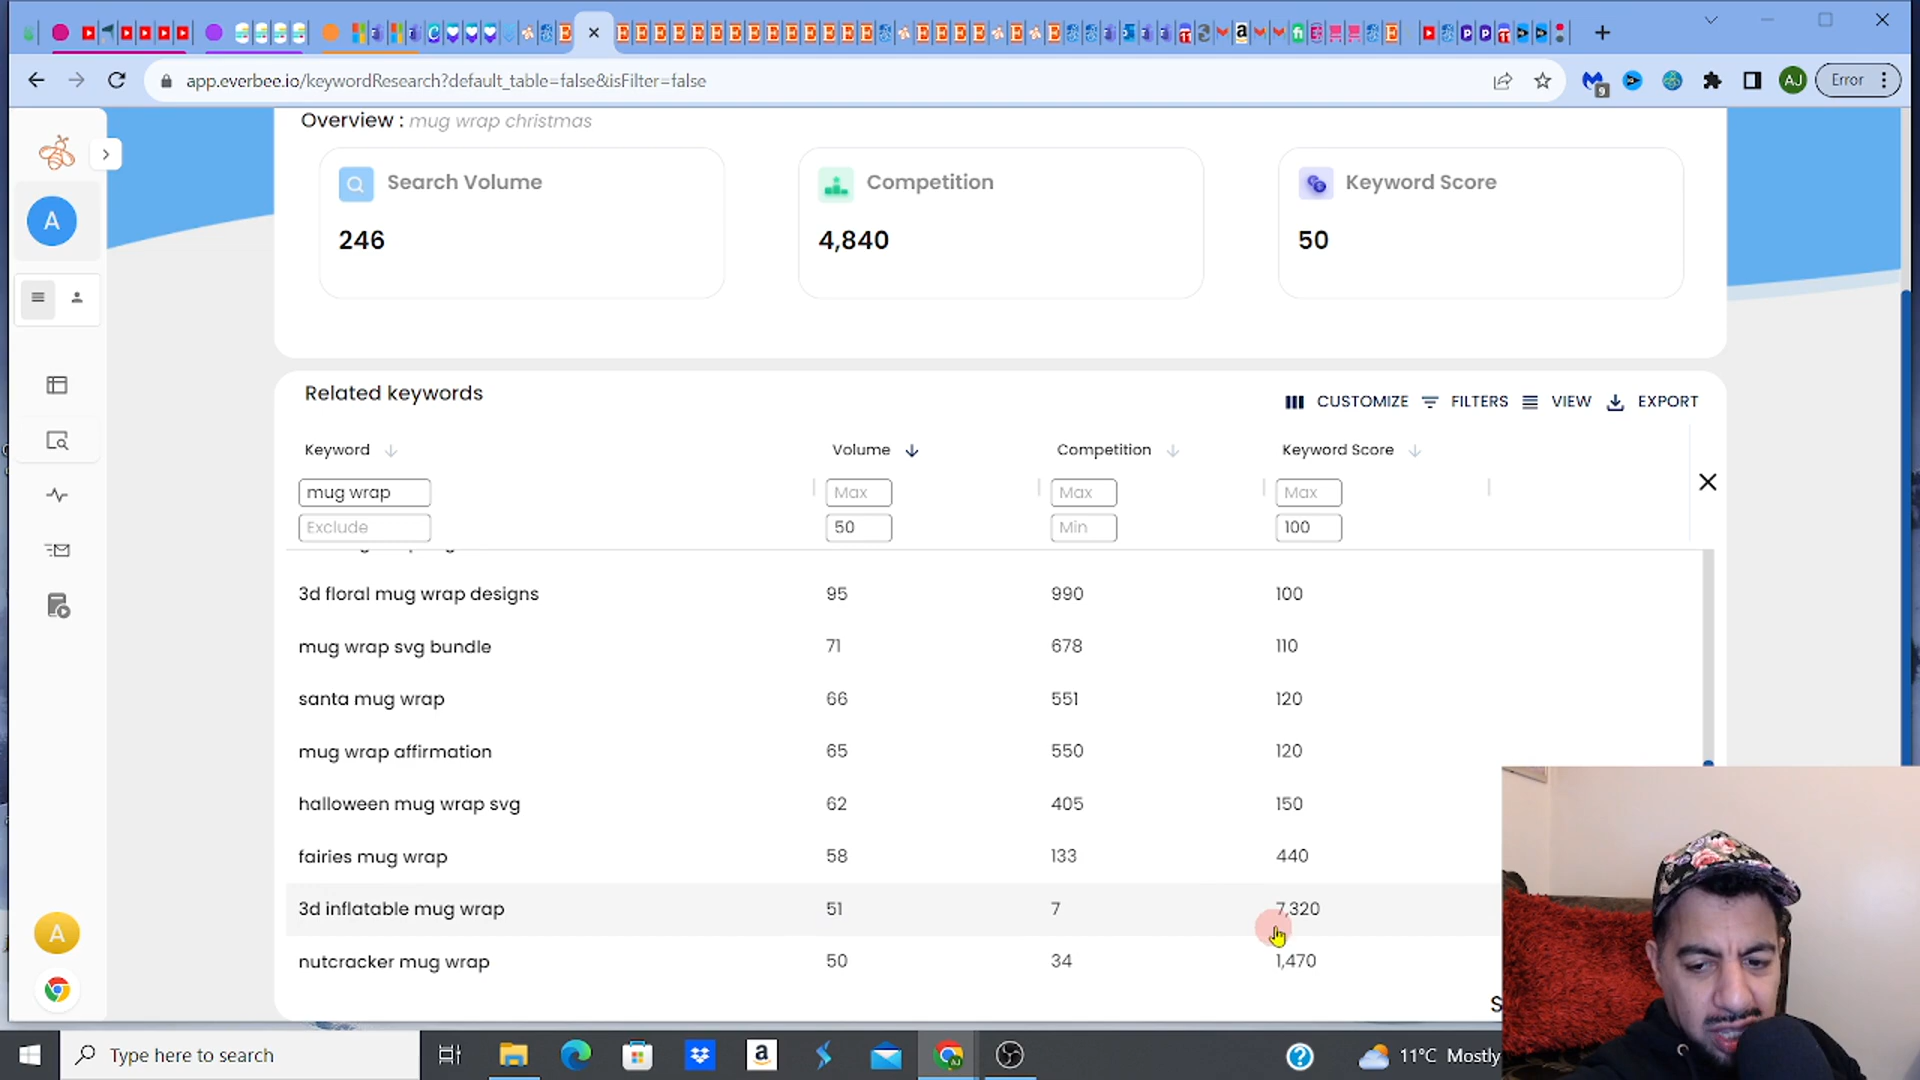 app.everbee.io/keywordResearch?default_table=false&isFilter=false
9
AJ
Error
A
Overview : mug wrap christmas
Search Volume
246
Competition
4,840
Keyword Score
50
Related keywords
CUSTOMIZE
FILTERS
VIEW
EXPORT
Keyword
Volume
Competition
Keyword Score
mug wrap
Max
Max
Max
Exclude
50
Min
100
3d floral mug wrap designs 95 990 100
mug wrap svg bundle 71 678 110
santa mug wrap 66 551 120
mug wrap affirmation 65 550 120
halloween mug wrap svg 62 405 150
fairies mug wrap 58 133 440
3d inflatable mug wrap 51 7 7,320
nutcracker mug wrap 50 34 1,470
A
Type here to search
11°C Mostly